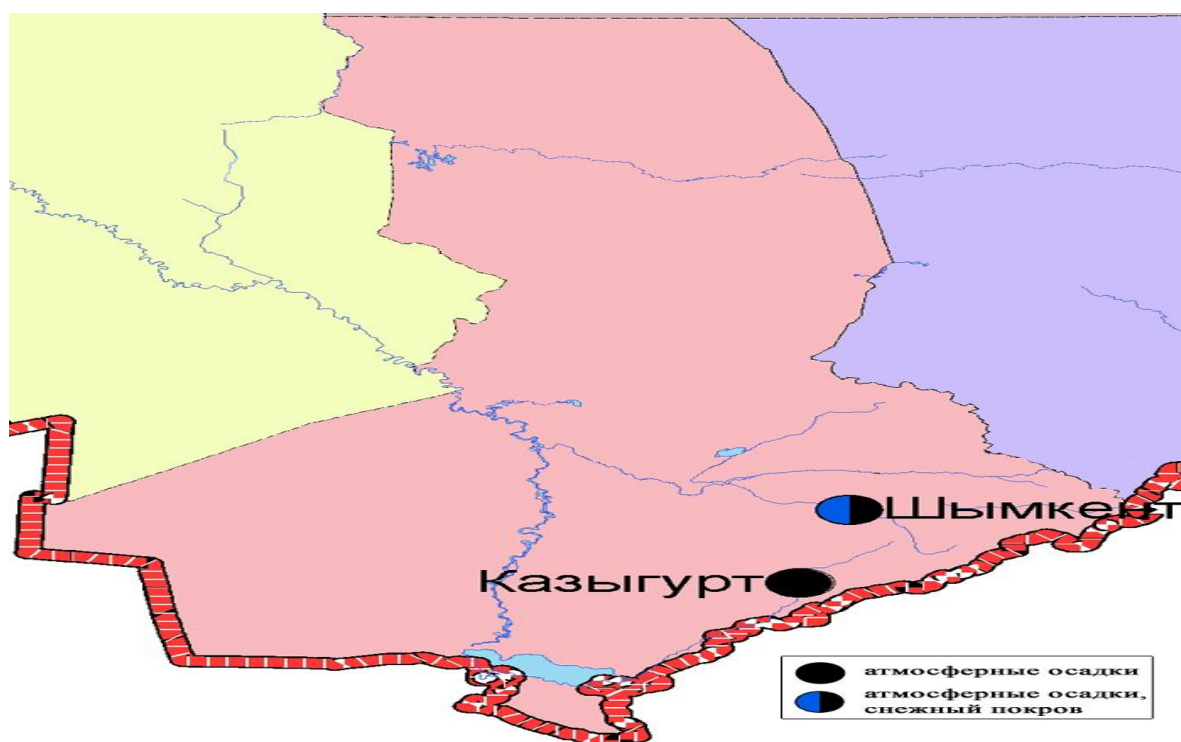 Шымкент
Казыгурт
атмосферные осадки
атмосферные осадки,
снежный покров